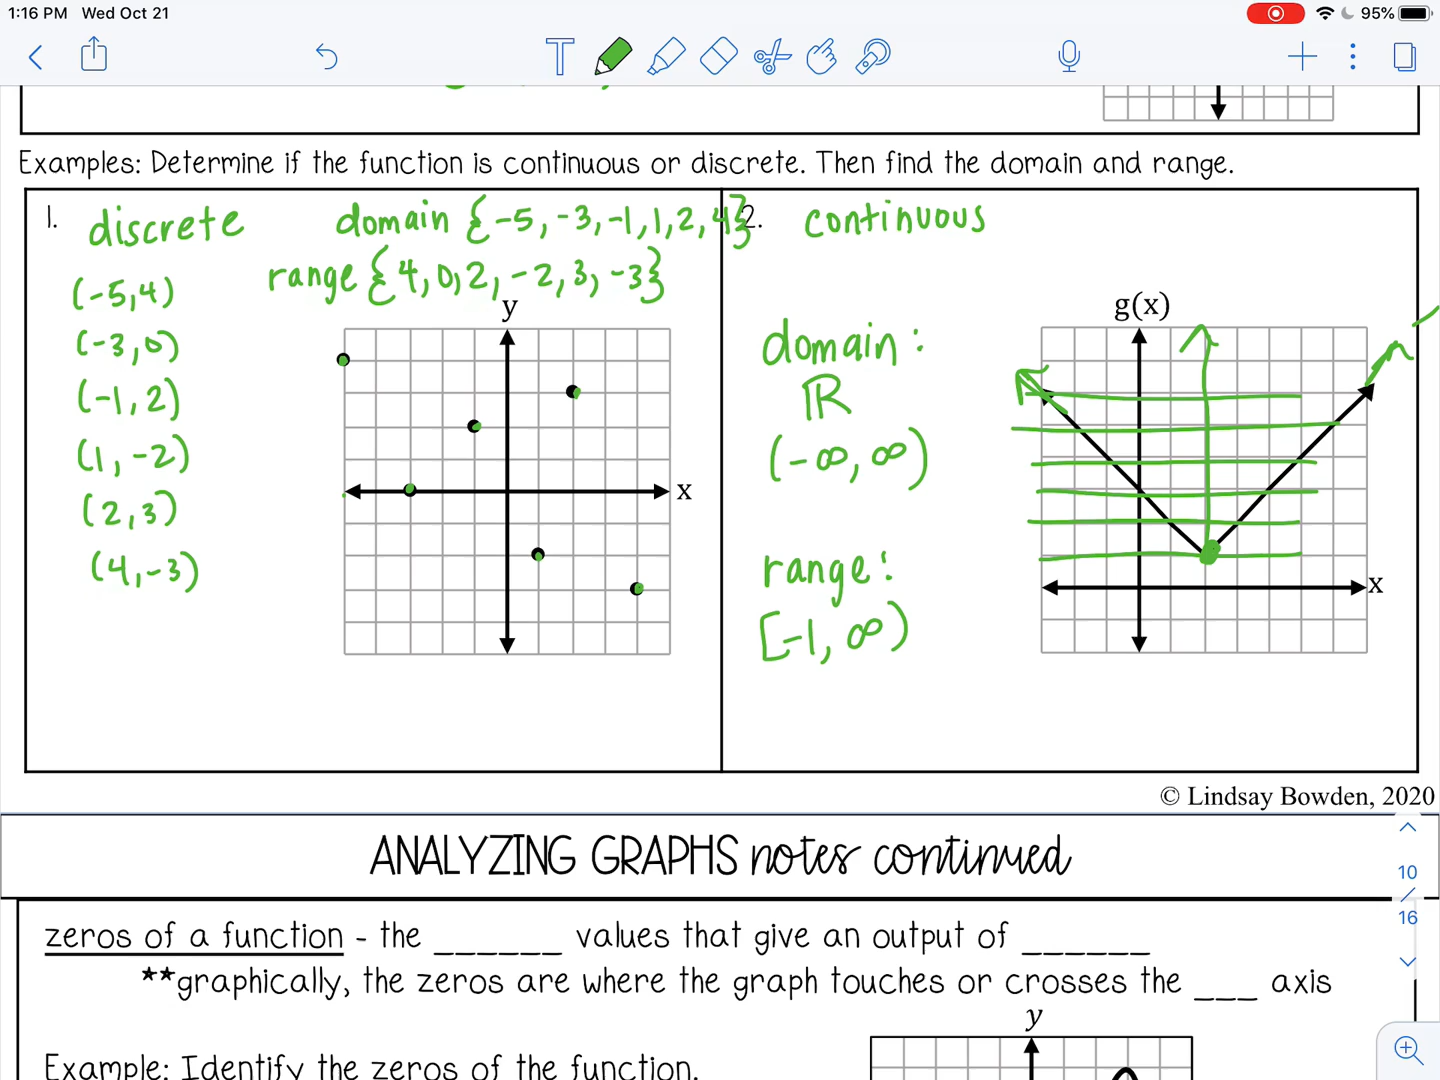 1:16 PM Wed Oct 21
95%
T
Examples: Determine if the function is continuous or discrete. Then find the domain and range.
1. discrete
domain {-5, -3, -1, 1, 2, 4}
range {4, 0, 2, -2, 3, -3}
(-5, 4)
(-3, 0)
(-1, 2)
(1, -2)
(2, 3)
(4, -3)
y
x
2. continuous
g(x)
domain:
ℝ
(-∞, ∞)
range:
[-1, ∞)
x
© Lindsay Bowden, 2020
ANALYZING GRAPHS notes continued
10
/
16
zeros of a function - the ______ values that give an output of ______
**graphically, the zeros are where the graph touches or crosses the ___ axis
y
Example: Identify the zeros of the function.